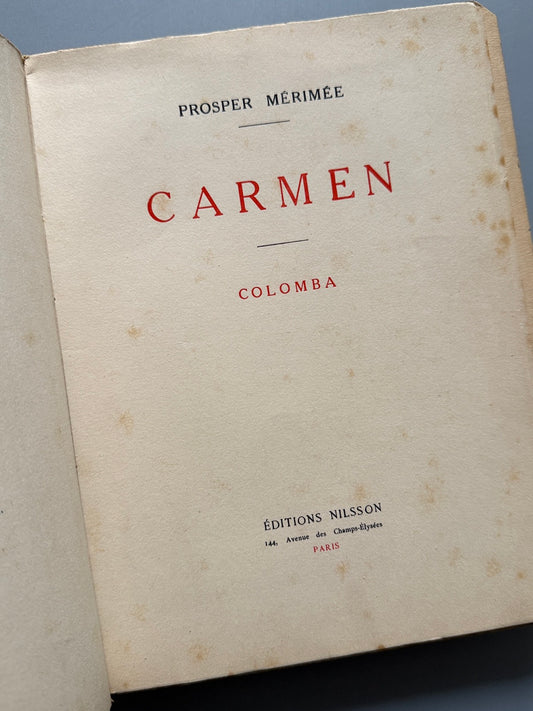 PROSPER MÉRIMÉE
CARMEN
COLOMBA
ÉDITIONS NILSSON
144, Avenue des Champs-Élysées
PARIS